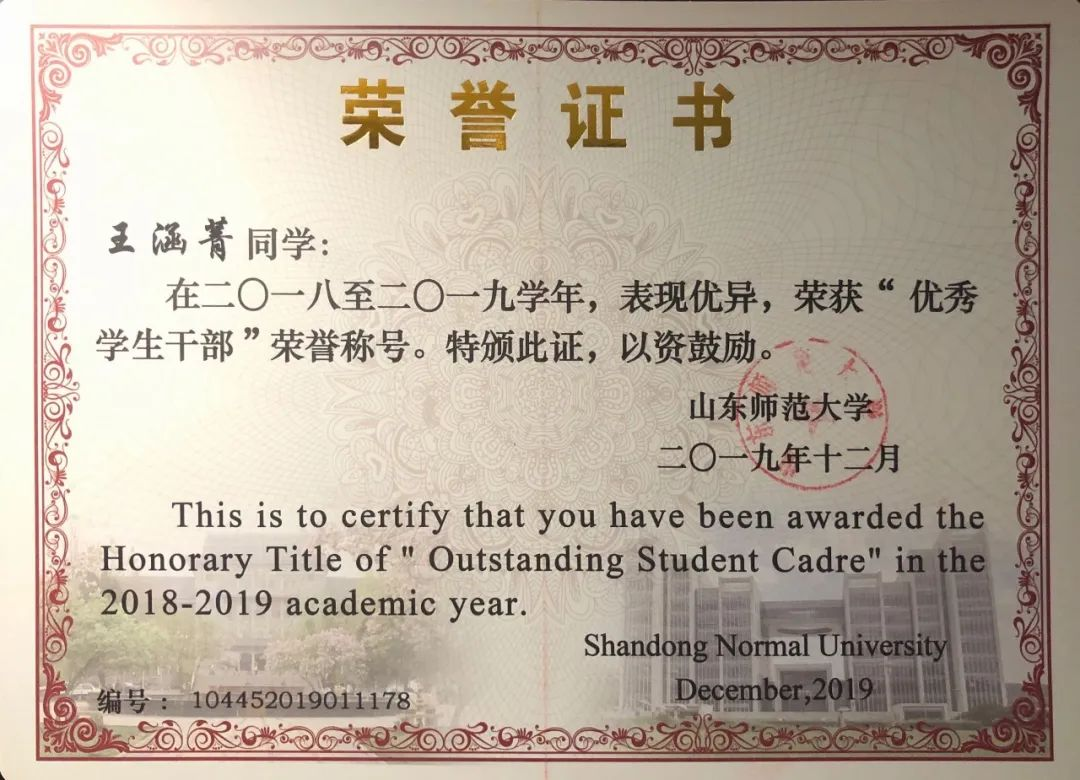 荣誉证书
王涵菁同学：
在二〇一八至二〇一九学年，表现优异，荣获“优秀
学生干部”荣誉称号。特颁此证，以资鼓励。
山东师范大学
二〇一九年十二月
This is to certify that you have been awarded the
Honorary Title of " Outstanding Student Cadre" in the
2018-2019 academic year.
Shandong Normal University
December,2019
编号：104452019011178